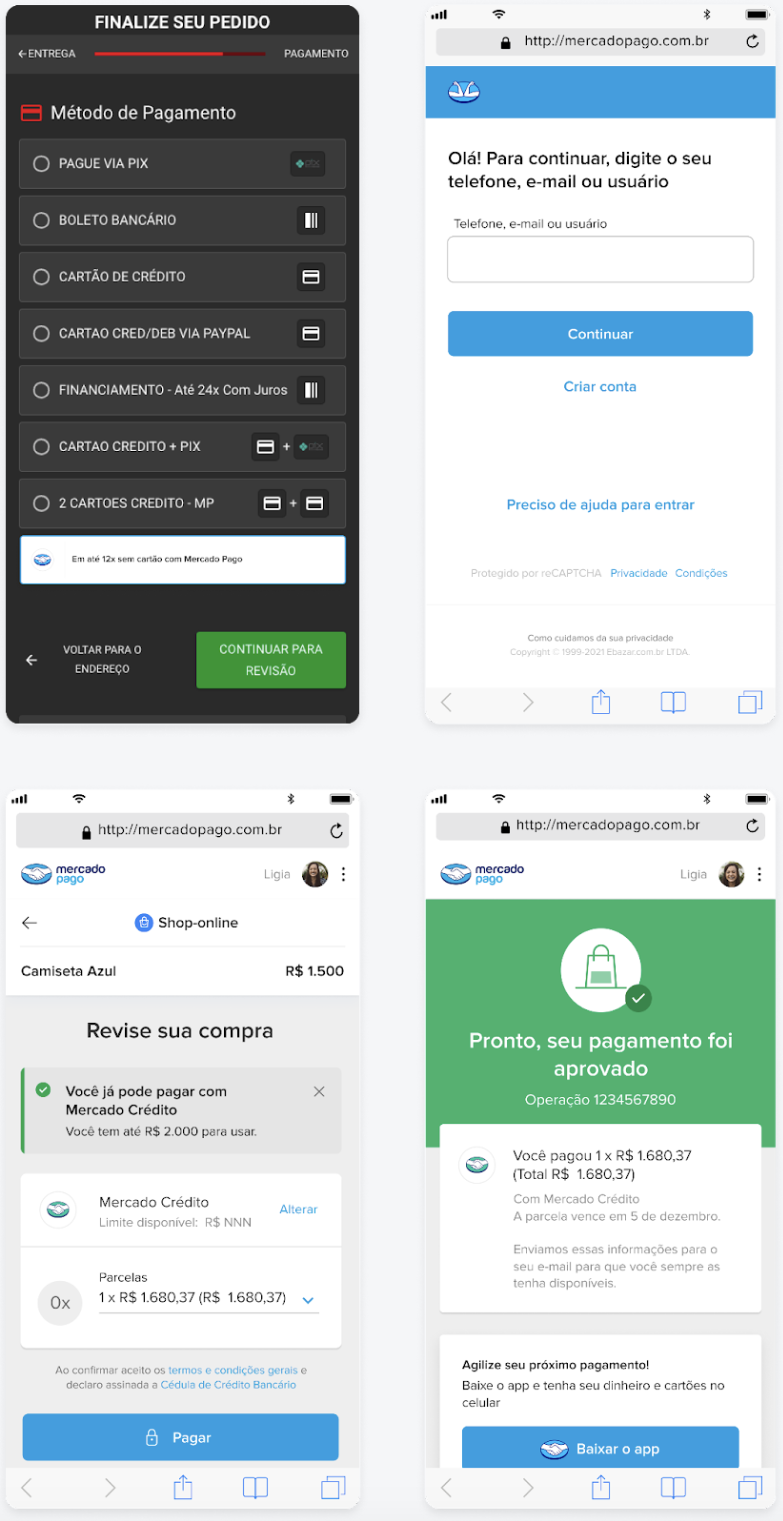 FINALIZE SEU PEDIDO
ENTREGA
PAGAMENTO
Método de Pagamento
PAGUE VIA PIX
pix
BOLETO BANCÁRIO
CARTÃO DE CRÉDITO
CARTAO CRED/DEB VIA PAYPAL
FINANCIAMENTO - Até 24x Com Juros
CARTAO CREDITO + PIX
+ pix
2 CARTOES CREDITO - MP
+
Em até 12x sem cartão com Mercado Pago
VOLTAR PARA O
ENDEREÇO
CONTINUAR PARA
REVISÃO
http://mercadopago.com.br
Olá! Para continuar, digite o seu
telefone, e-mail ou usuário
Telefone, e-mail ou usuário
Continuar
Criar conta
Preciso de ajuda para entrar
Protegido por reCAPTCHA Privacidade Condições
Como cuidamos da sua privacidade
Copyright © 1999-2021 Ebazar.com.br LTDA.
http://mercadopago.com.br
mercado
pago
Ligia
Shop-online
Camiseta Azul R$ 1.500
Revise sua compra
Você já pode pagar com
Mercado Crédito
Você tem até R$ 2.000 para usar.
Mercado Crédito
Limite disponível: R$ NNN
Alterar
0x
Parcelas
1 x R$ 1.680,37 (R$ 1.680,37)
Ao confirmar aceito os termos e condições gerais e
declaro assinada a Cédula de Crédito Bancário
Pagar
http://mercadopago.com.br
mercado
pago
Ligia
Pronto, seu pagamento foi
aprovado
Operação 1234567890
Você pagou 1 x R$ 1.680,37
(Total R$ 1.680,37)
Com Mercado Crédito
A parcela vence em 5 de dezembro.
Enviamos essas informações para o
seu e-mail para que você sempre as
tenha disponíveis.
Agilize seu próximo pagamento!
Baixe o app e tenha seu dinheiro e cartões no
celular
Baixar o app